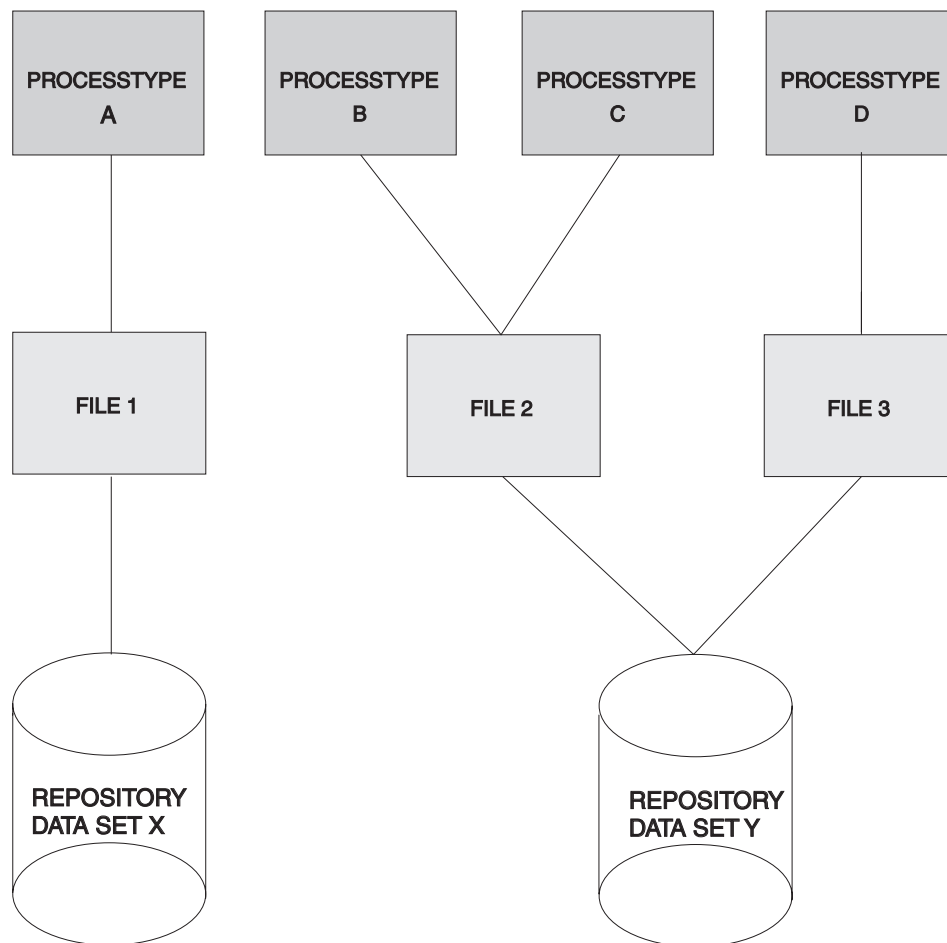 PROCESSTYPE
A
PROCESSTYPE
B
PROCESSTYPE
C
PROCESSTYPE
D
FILE 1
FILE 2
FILE 3
REPOSITORY
DATA SET X
REPOSITORY
DATA SET Y